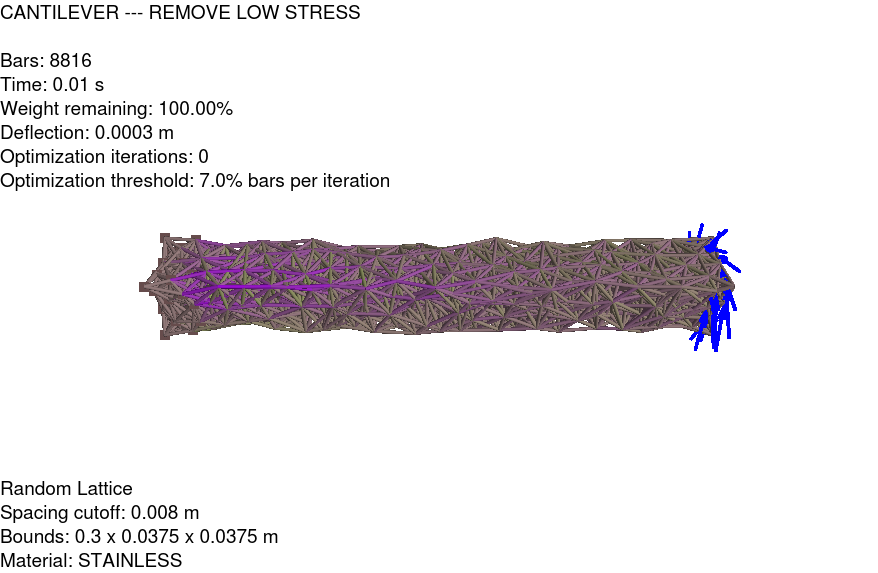 CANTILEVER --- REMOVE LOW STRESS
Bars: 8816
Time: 0.01 s
Weight remaining: 100.00%
Deflection: 0.0003 m
Optimization iterations: 0
Optimization threshold: 7.0% bars per iteration
Random Lattice
Spacing cutoff: 0.008 m
Bounds: 0.3 x 0.0375 x 0.0375 m
Material: STAINLESS